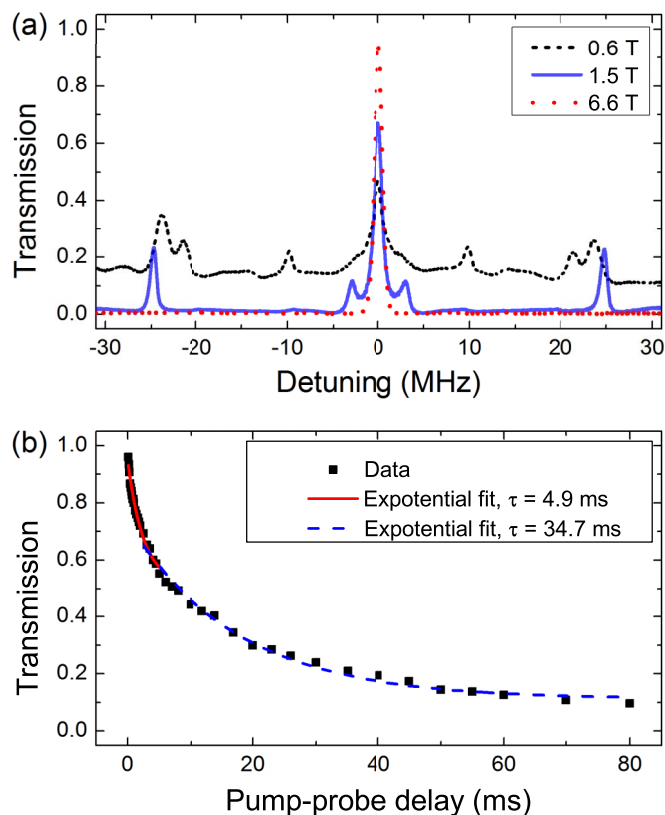 (a)
1.0
0.8
0.6
0.4
0.2
0.0
Transmission
0.6 T
1.5 T
6.6 T
-30 -20 -10 0 10 20 30
Detuning (MHz)
(b)
1.0
0.8
0.6
0.4
0.2
0.0
Transmission
Data
Expotential fit, τ = 4.9 ms
Expotential fit, τ = 34.7 ms
0 20 40 60 80
Pump-probe delay (ms)